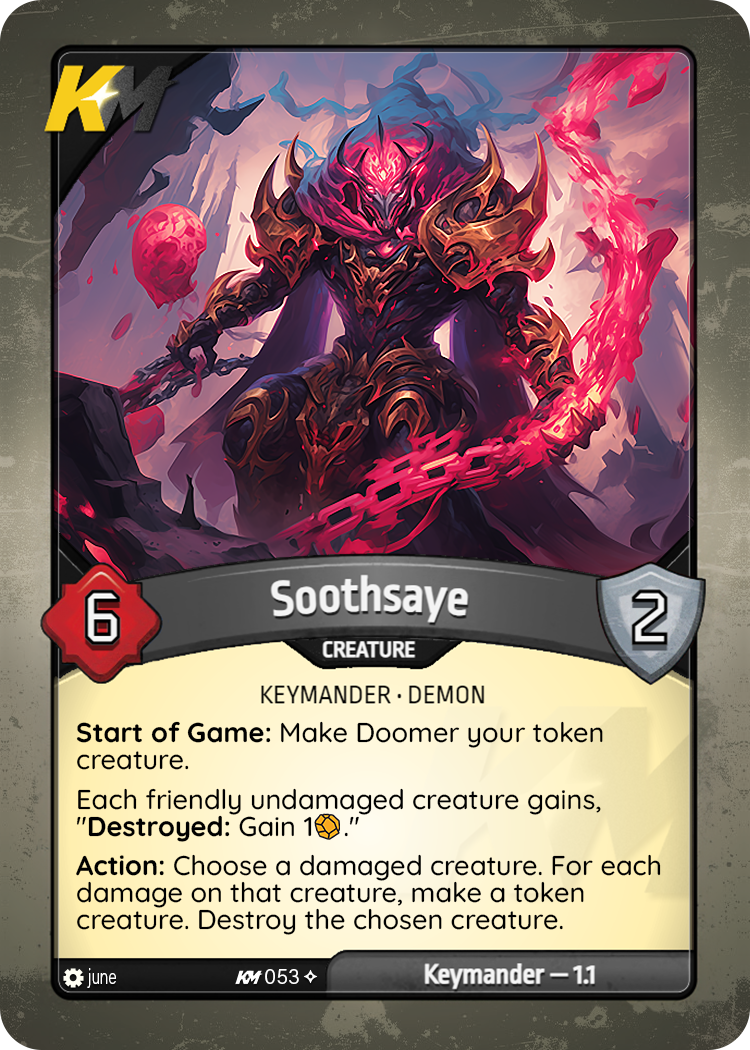 KM
Soothsaye
6
2
CREATURE
KEYMANDER • DEMON
Start of Game: Make Doomer your token
creature.
Each friendly undamaged creature gains,
"Destroyed: Gain 1."
Action: Choose a damaged creature. For each
damage on that creature, make a token
creature. Destroy the chosen creature.
june
KM 053
Keymander – 1.1